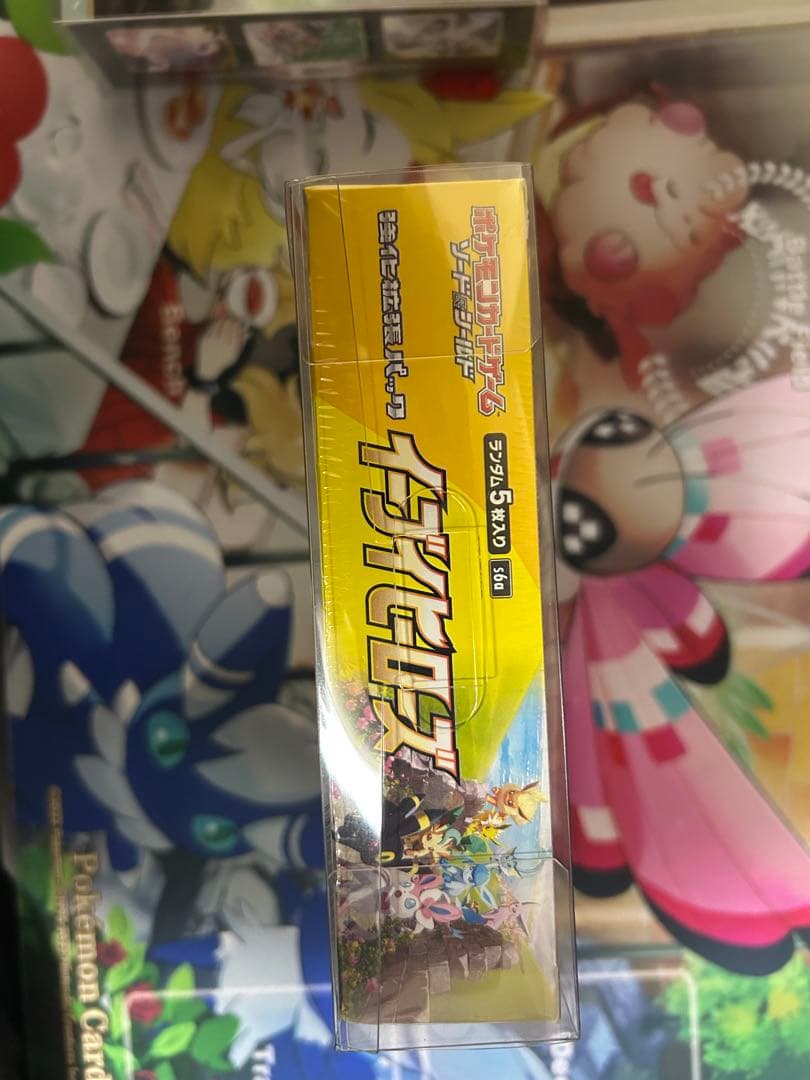 ポケモンカードゲーム
ソード&シールド
強化拡張パック
イーブイヒーローズ
ランダム5枚入り
s6a
Bench
Pokémon Card